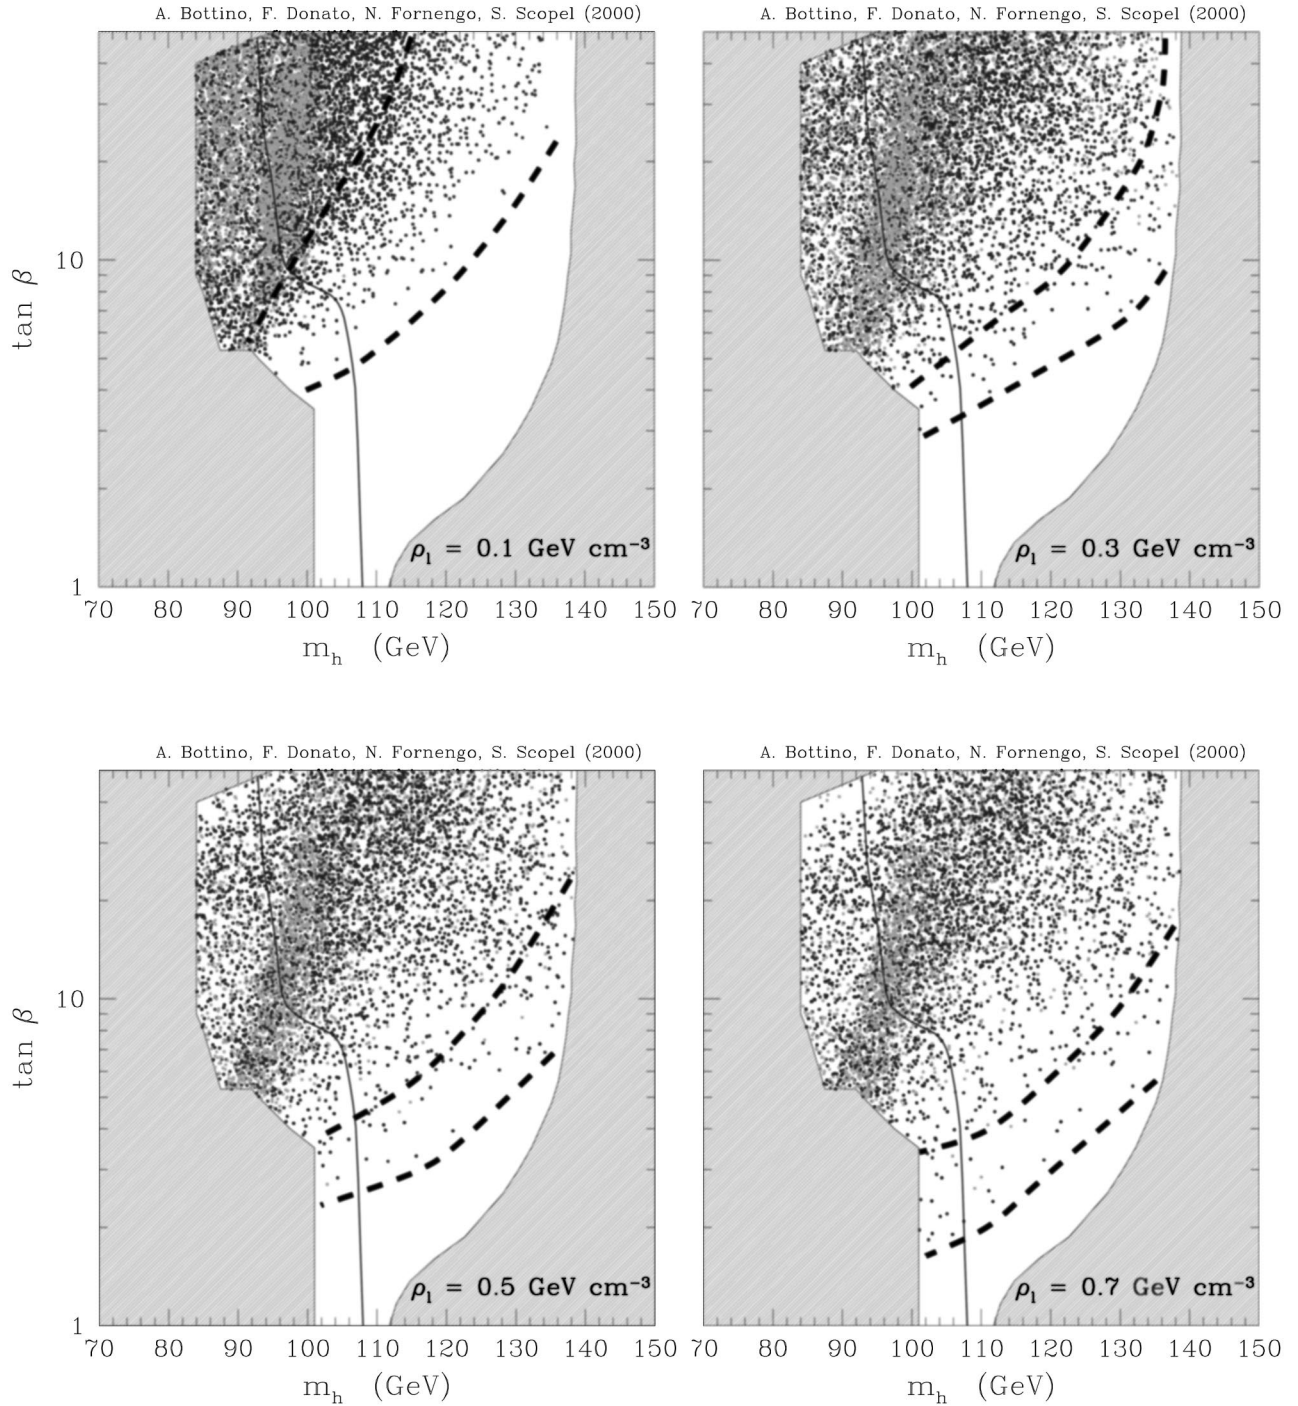 A. Bottino, F. Donato, N. Fornengo, S. Scopel (2000)
tan β
10
1
ρl = 0.1 GeV cm−3
70 80 90 100 110 120 130 140 150
mh (GeV)
A. Bottino, F. Donato, N. Fornengo, S. Scopel (2000)
ρl = 0.3 GeV cm−3
70 80 90 100 110 120 130 140 150
mh (GeV)
A. Bottino, F. Donato, N. Fornengo, S. Scopel (2000)
tan β
10
1
ρl = 0.5 GeV cm−3
70 80 90 100 110 120 130 140 150
mh (GeV)
A. Bottino, F. Donato, N. Fornengo, S. Scopel (2000)
ρl = 0.7 GeV cm−3
70 80 90 100 110 120 130 140 150
mh (GeV)